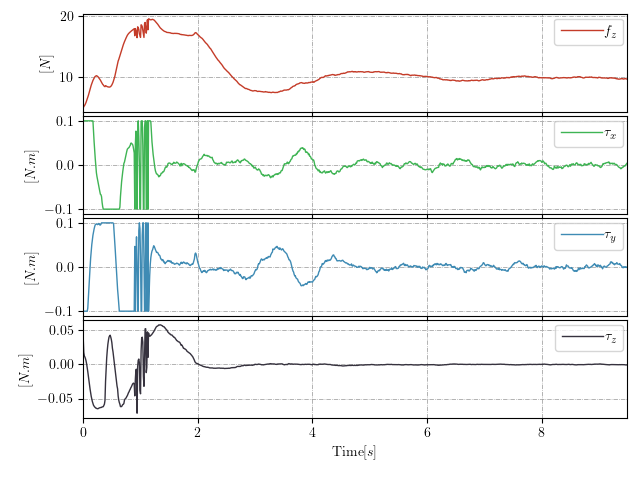 20
10
[N]
f_z
0.1
0.0
−0.1
[N.m]
τ_x
0.1
0.0
−0.1
[N.m]
τ_y
0.05
0.00
−0.05
[N.m]
τ_z
0 2 4 6 8
Time[s]